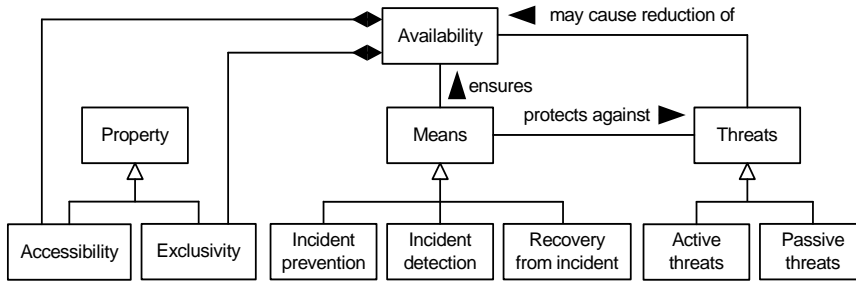 Availability
may cause reduction of
ensures
protects against
Property
Means
Threats
Accessibility
Exclusivity
Incident
prevention
Incident
detection
Recovery
from incident
Active
threats
Passive
threats